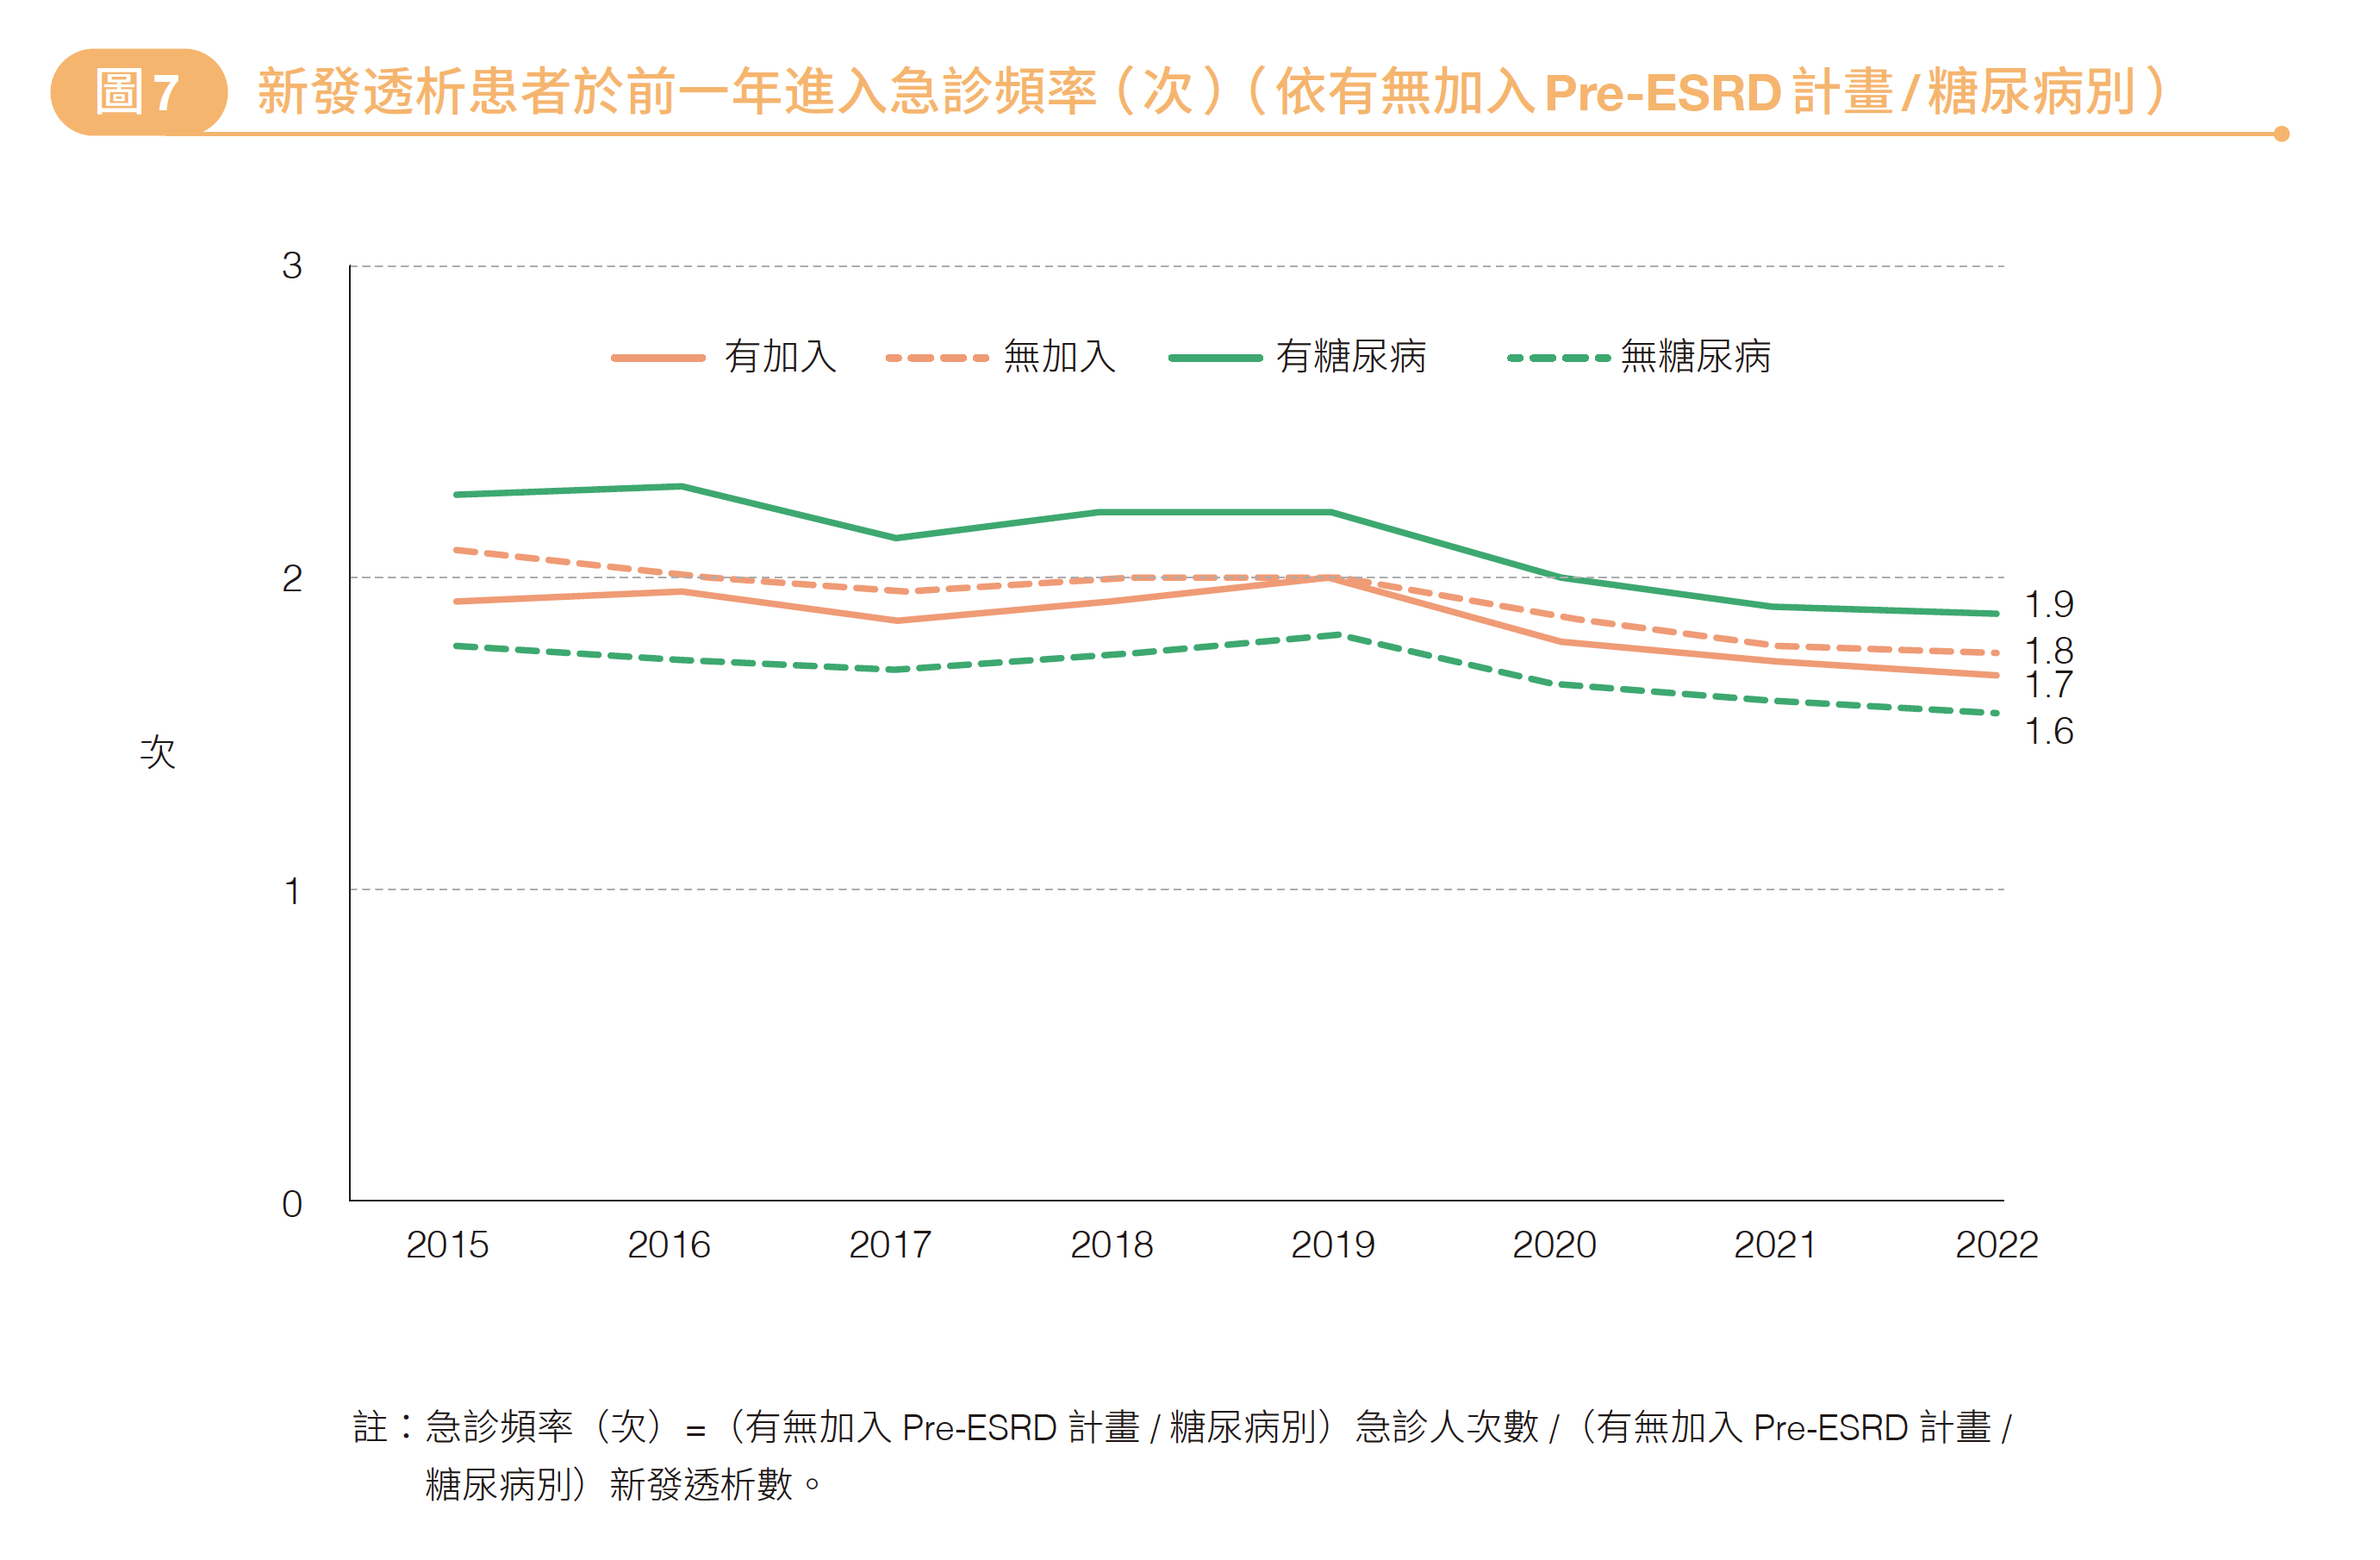 圖7 新發透析患者於前一年進入急診頻率（次）（依有無加入 Pre-ESRD 計畫 / 糖尿病別）
3
有加入 無加入 有糖尿病 無糖尿病
2
1.9
1.8
1.7
1.6
次
1
0
2015 2016 2017 2018 2019 2020 2021 2022
註：急診頻率（次）=（有無加入 Pre-ESRD 計畫 / 糖尿病別）急診人次數 /（有無加入 Pre-ESRD 計畫 /
糖尿病別）新發透析數。